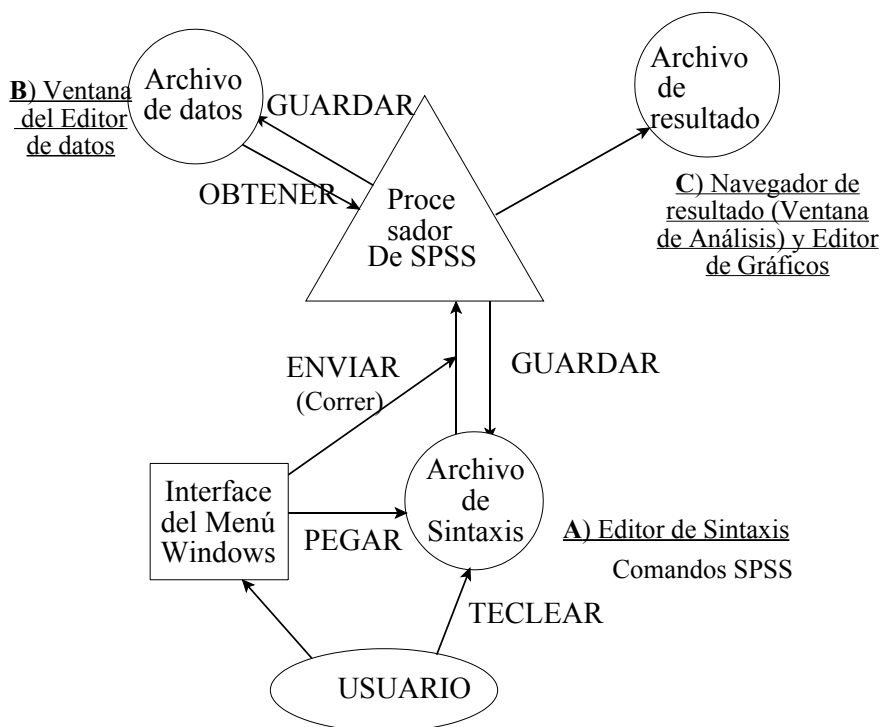 B) Ventana
del Editor
de datos
Archivo
de datos
GUARDAR
OBTENER
Archivo
de
resultado
C) Navegador de
resultado (Ventana
de Análisis) y Editor
de Gráficos
Proce
sador
De SPSS
ENVIAR
(Correr)
GUARDAR
Interface
del Menú
Windows
PEGAR
Archivo
de
Sintaxis
A) Editor de Sintaxis
Comandos SPSS
TECLEAR
USUARIO